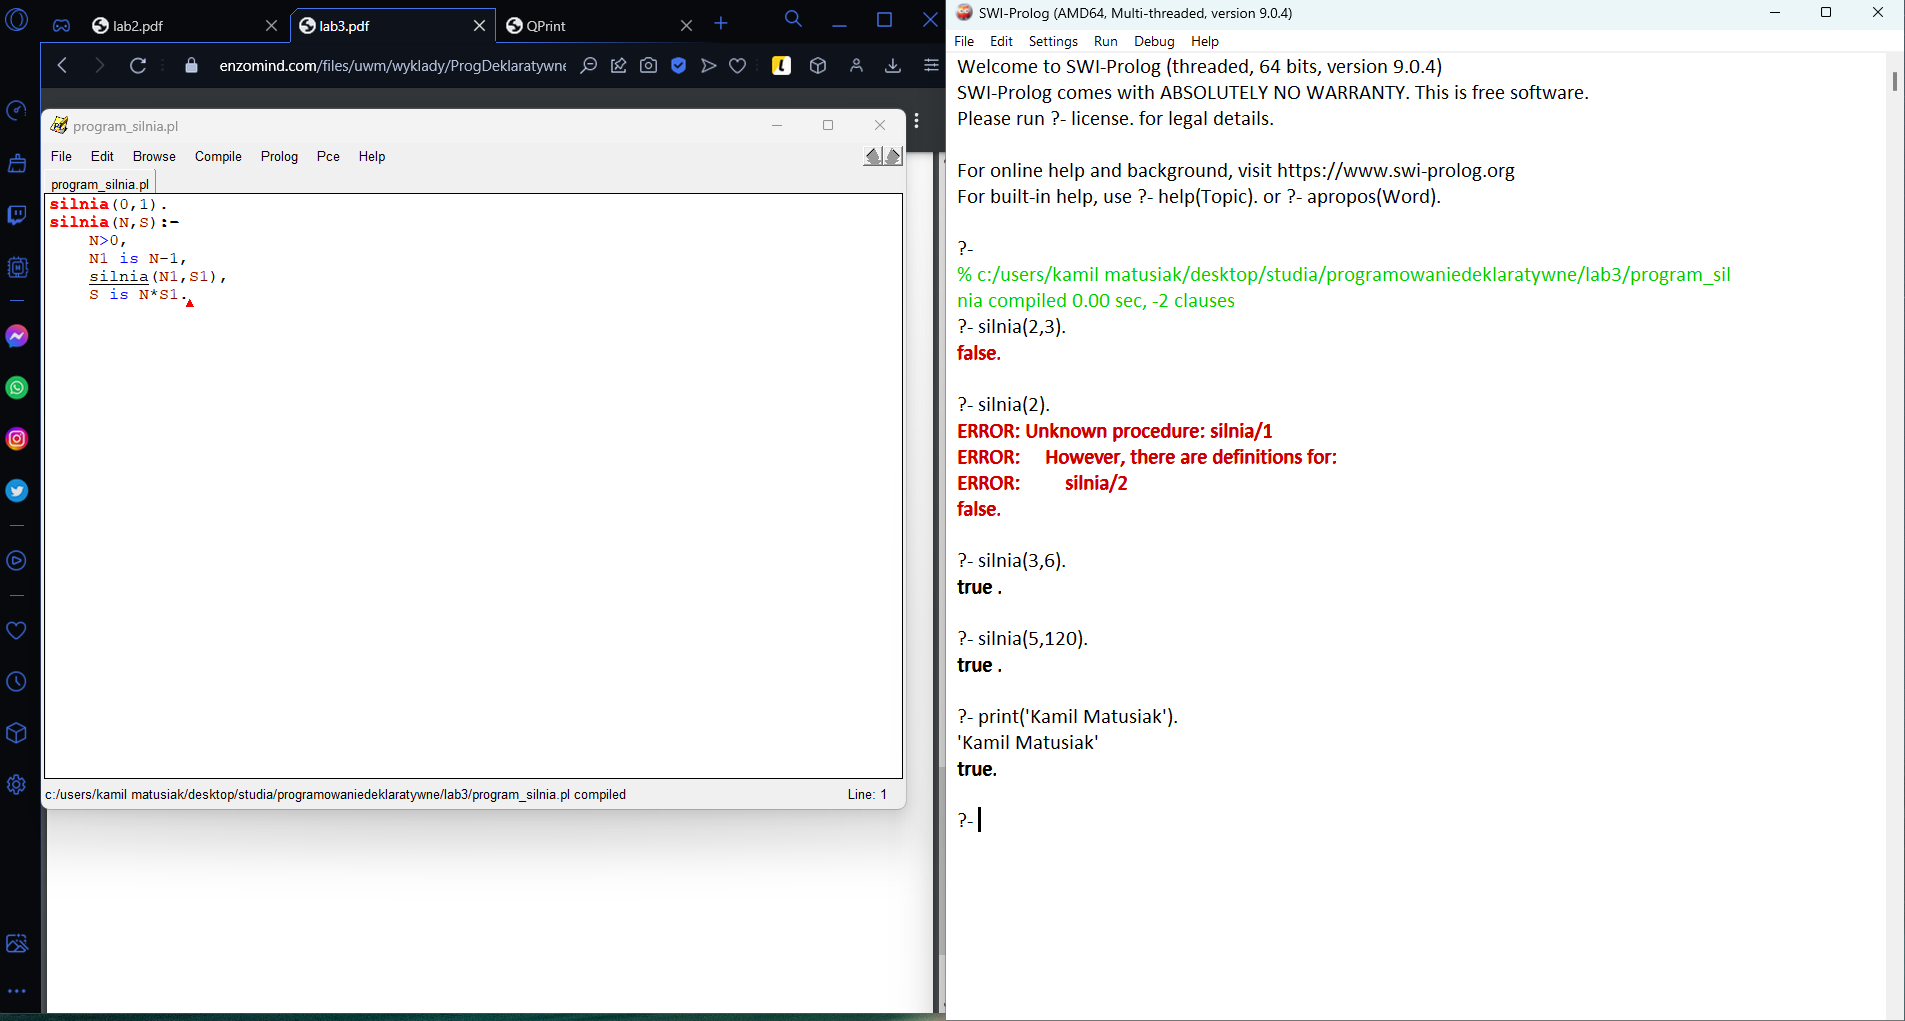 lab2.pdf
lab3.pdf
QPrint
enzomind.com/files/uwm/wyklady/ProgDeklaratywne
program_silnia.pl
File Edit Browse Compile Prolog Pce Help
program_silnia.pl
silnia(0,1).
silnia(N,S):-
N>0,
N1 is N-1,
silnia(N1,S1),
S is N*S1.
c:/users/kamil matusiak/desktop/studia/programowaniedeklaratywne/lab3/program_silnia.pl compiled
Line: 1
SWI-Prolog (AMD64, Multi-threaded, version 9.0.4)
File Edit Settings Run Debug Help
Welcome to SWI-Prolog (threaded, 64 bits, version 9.0.4)
SWI-Prolog comes with ABSOLUTELY NO WARRANTY. This is free software.
Please run ?- license. for legal details.
For online help and background, visit https://www.swi-prolog.org
For built-in help, use ?- help(Topic). or ?- apropos(Word).
?-
% c:/users/kamil matusiak/desktop/studia/programowaniedeklaratywne/lab3/program_sil
nia compiled 0.00 sec, -2 clauses
?- silnia(2,3).
false.
?- silnia(2).
ERROR: Unknown procedure: silnia/1
ERROR: However, there are definitions for:
ERROR: silnia/2
false.
?- silnia(3,6).
true .
?- silnia(5,120).
true .
?- print('Kamil Matusiak').
'Kamil Matusiak'
true.
?-